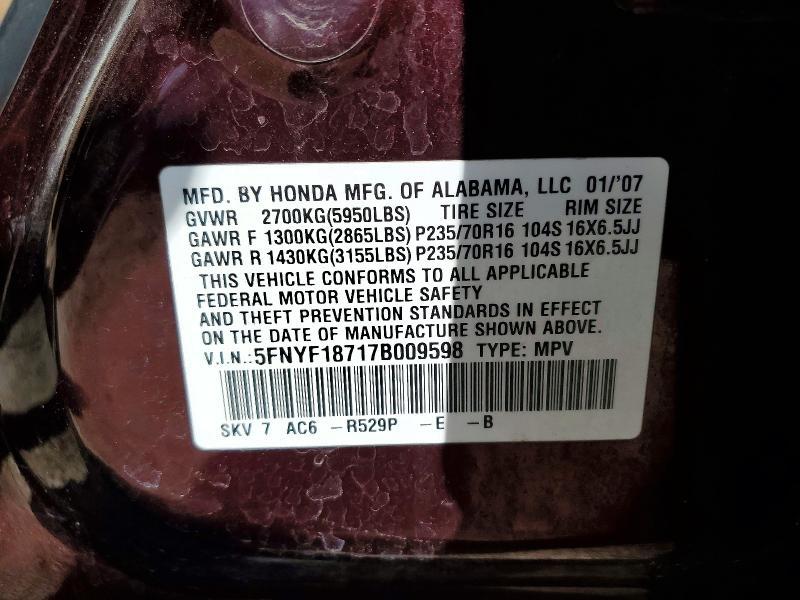 MFD. BY HONDA MFG. OF ALABAMA, LLC 01/'07
GVWR 2700KG(5950LBS) TIRE SIZE RIM SIZE
GAWR F 1300KG(2865LBS) P235/70R16 104S 16X6.5JJ
GAWR R 1430KG(3155LBS) P235/70R16 104S 16X6.5JJ
THIS VEHICLE CONFORMS TO ALL APPLICABLE
FEDERAL MOTOR VEHICLE SAFETY
AND THEFT PREVENTION STANDARDS IN EFFECT
ON THE DATE OF MANUFACTURE SHOWN ABOVE.
V.I.N.: 5FNYF18717B009598 TYPE: MPV
SKV 7 AC6 -R529P -E -B